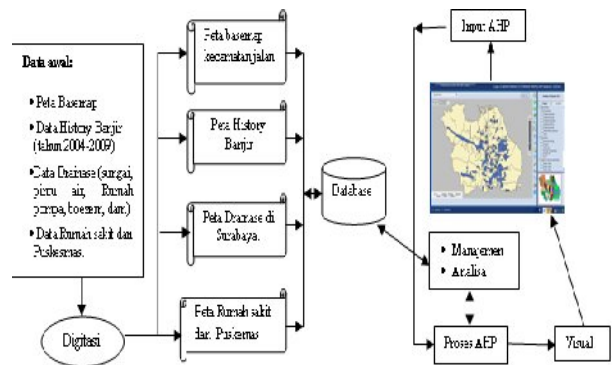 Data awal:
• Peta Basemap
• Data History Banjir
(tahun 2004-2009)
• Data Drainase (sungai,
pintu air, Rumah
pompa, boezem, dam)
• Data Rumah sakit dan
Puskesmas.
Digitasi
Peta basemap
kecamatan jalan
Peta History
Banjir
Peta Drainase di
Surabaya.
Peta Rumah sakit
dan Puskesmas
Database
Input AHP
• Manajemen
• Analisa
Proses AHP
Visual